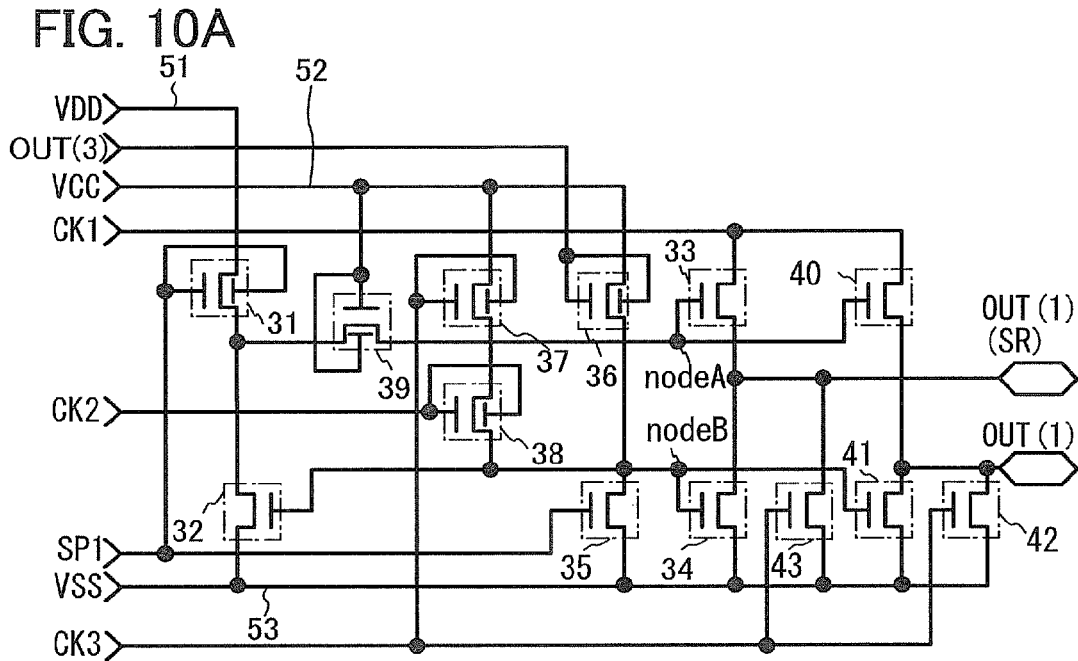 FIG. 10A
51
52
VDD
OUT(3)
VCC
CK1
33
40
31
39
37
36
OUT(1)
(SR)
nodeA
CK2
nodeB
OUT(1)
38
41
32
SP1
35
34
43
42
VSS
53
CK3